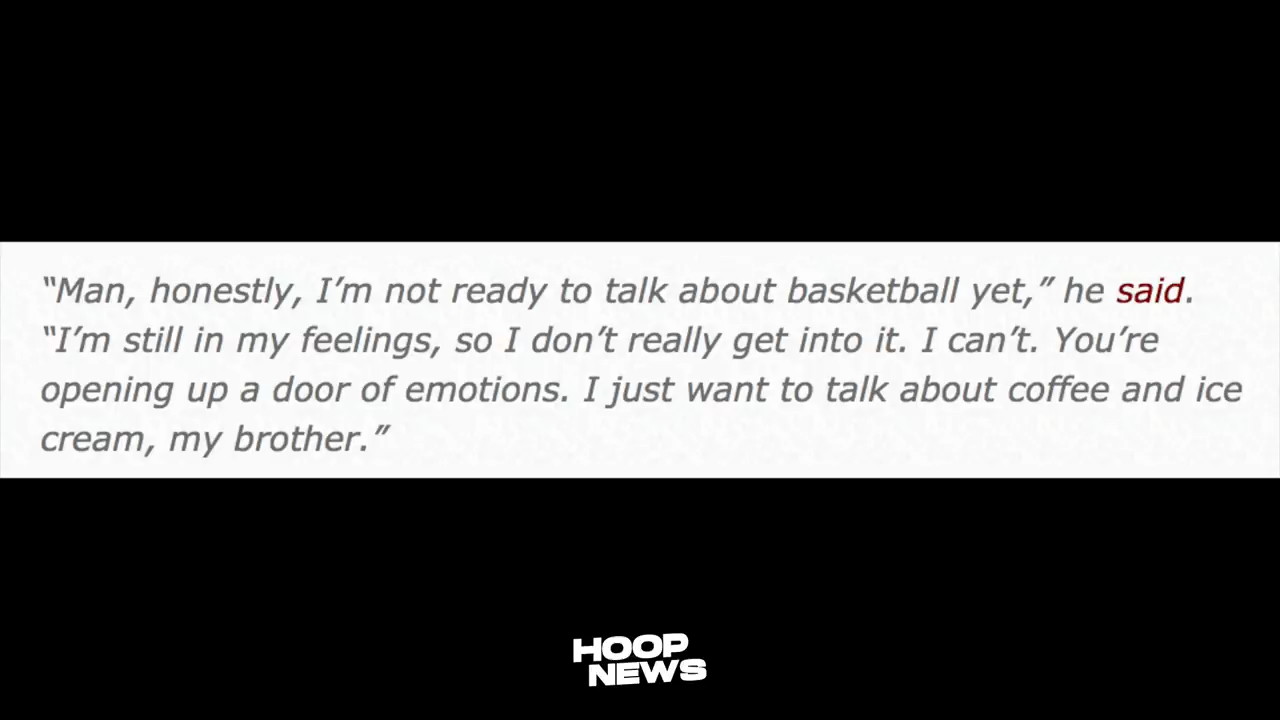 “Man, honestly, I’m not ready to talk about basketball yet,” he said.
“I’m still in my feelings, so I don’t really get into it. I can’t. You’re
opening up a door of emotions. I just want to talk about coffee and ice
cream, my brother.”
HOOP
NEWS